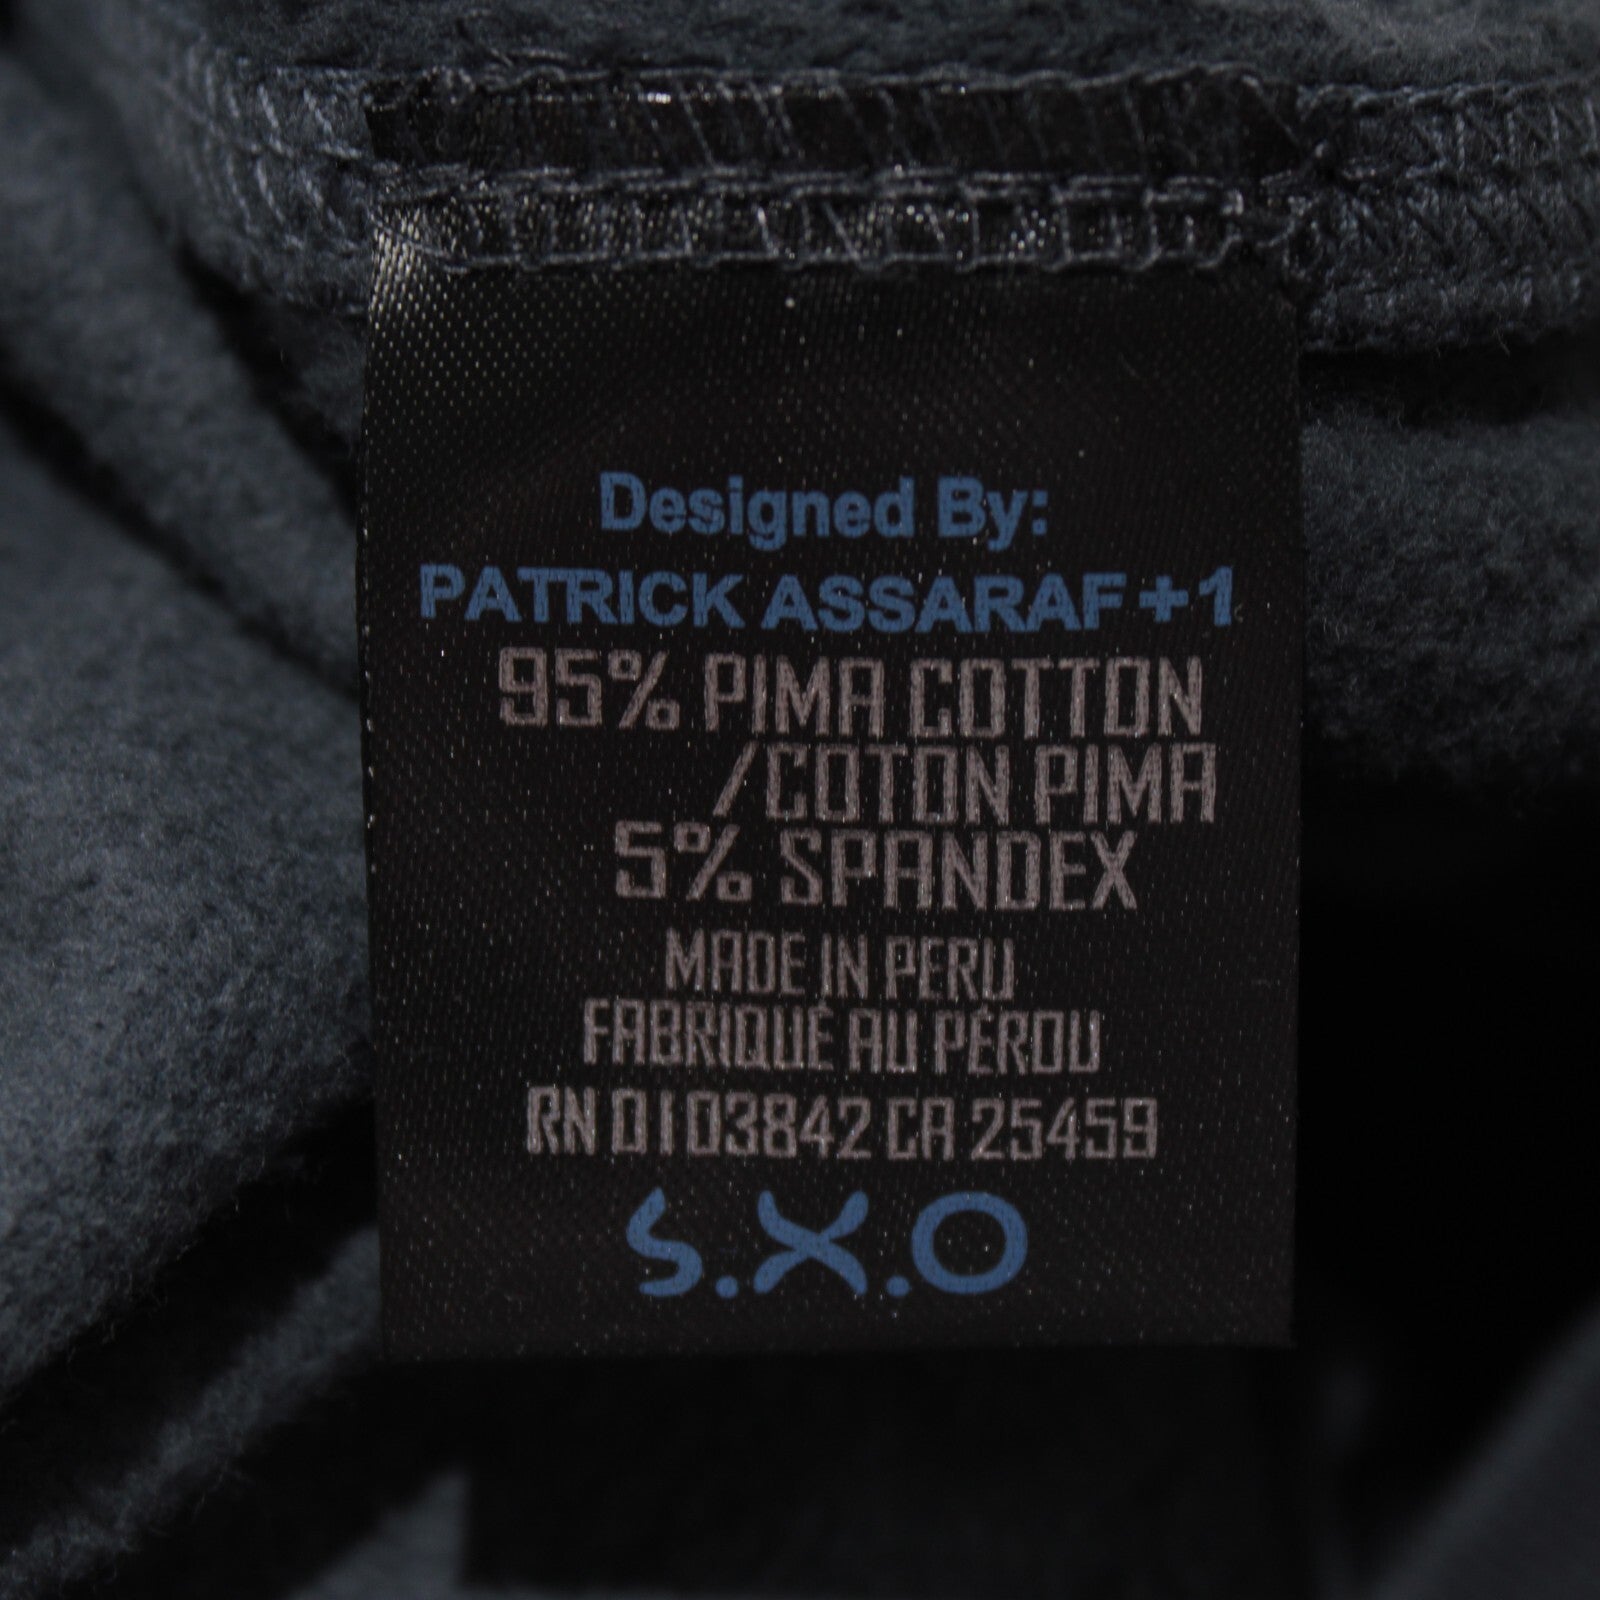 Designed By:
PATRICK ASSARAF+1
95% PIMA COTTON
/COTON PIMA
5% SPANDEX
MADE IN PERU
FABRIQUÉ AU PÉROU
RN 0103842 CA 25459
S.X.O